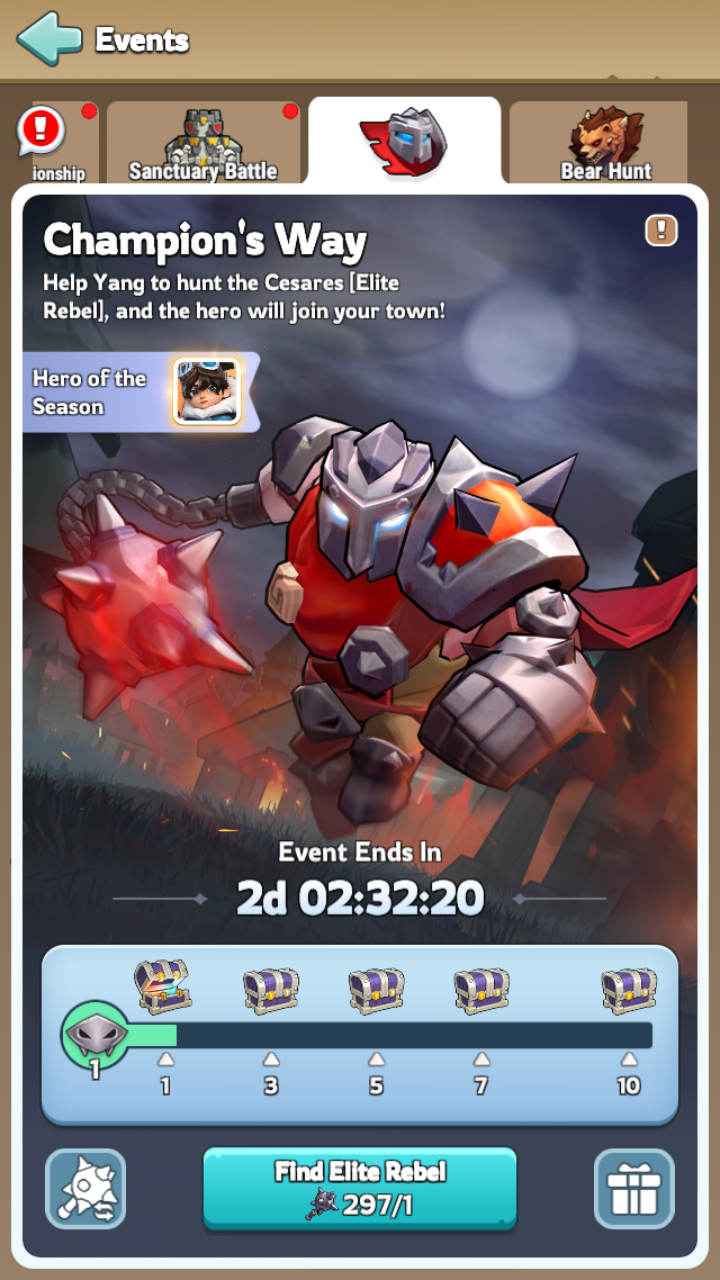 Events
ionship
Sanctuary Battle
Bear Hunt
Champion's Way
Help Yang to hunt the Cesares [Elite
Rebel], and the hero will join your town!
Hero of the
Season
Event Ends In
2d 02:32:20
1
1
3
5
7
10
Find Elite Rebel
297/1